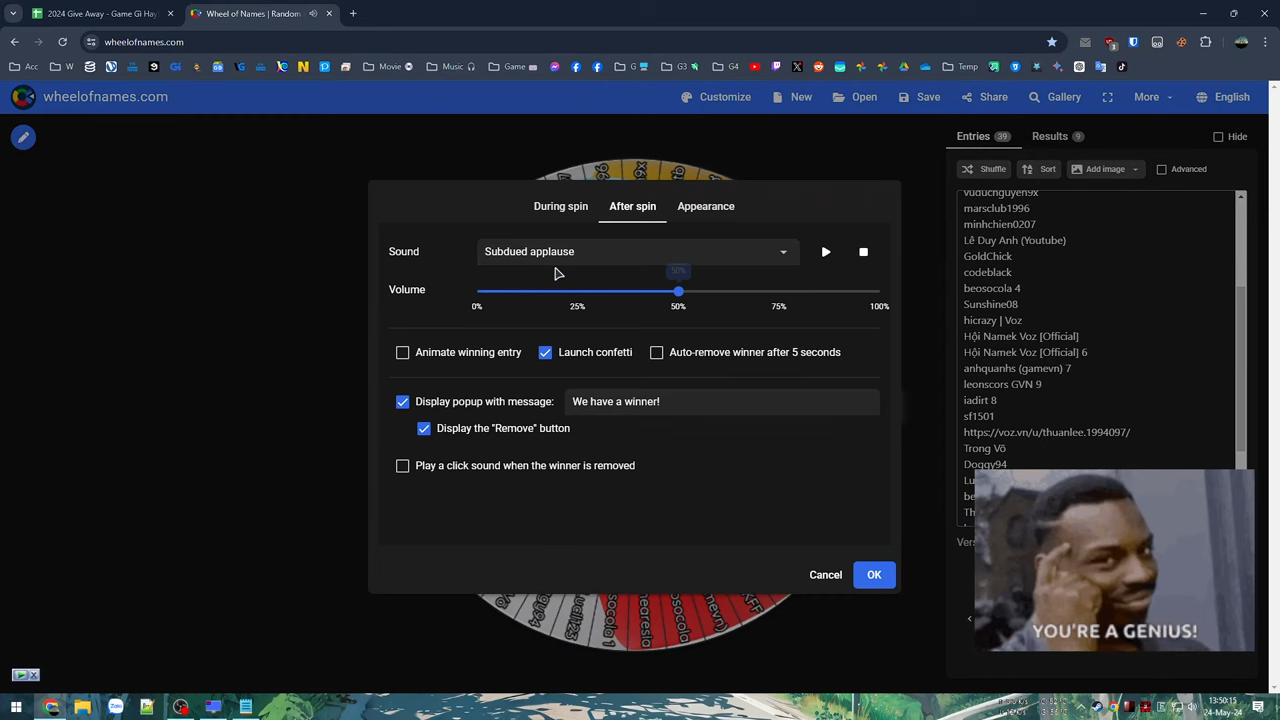 2024 Give Away - Game GI Hay
Wheel of Names | Random
wheelofnames.com
Acc
W
Movie
Music
Game
G
G3
G4
Temp
wheelofnames.com
Customize
New
Open
Save
Share
Gallery
More
English
Entries 39
Results 9
Hide
Shuffle
Sort
Add image
Advanced
During spin
After spin
Appearance
Sound
Subdued applause
50%
Volume
0%
25%
50%
75%
100%
Animate winning entry
Launch confetti
Auto-remove winner after 5 seconds
Display popup with message:
We have a winner!
Display the "Remove" button
Play a click sound when the winner is removed
Cancel
OK
vuducnguyen9x
marsclub1996
minhchien0207
Lê Duy Anh (Youtube)
GoldChick
codeblack
beosocola 4
Sunshine08
hicrazy | Voz
Hội Namek Voz [Official]
Hội Namek Voz [Official] 6
anhquanhs (gamevn) 7
leonscors GVN 9
iadirt 8
sf1501
https://voz.vn/u/thuanlee.1994097/
Trong Võ
Doggy94
YOU'RE A GENIUS!
Zalo
13:50:15
24-May-24